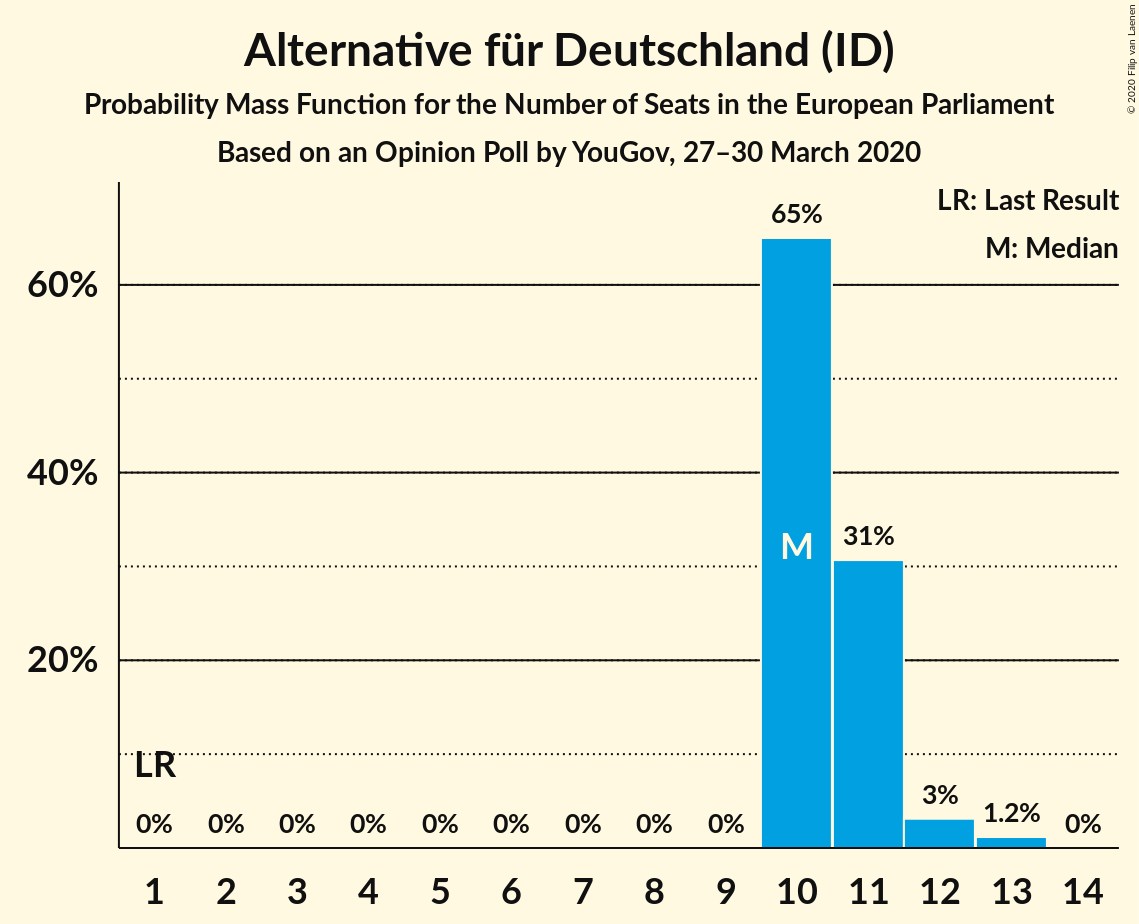 Alternative für Deutschland (ID)
Probability Mass Function for the Number of Seats in the European Parliament
Based on an Opinion Poll by YouGov, 27–30 March 2020
© 2020 Filip van Laenen
LR: Last Result
M: Median
65%
60%
40%
31%
M
20%
LR
3%
1.2%
0% 0% 0% 0% 0% 0% 0% 0% 0% 0%
1 2 3 4 5 6 7 8 9 10 11 12 13 14